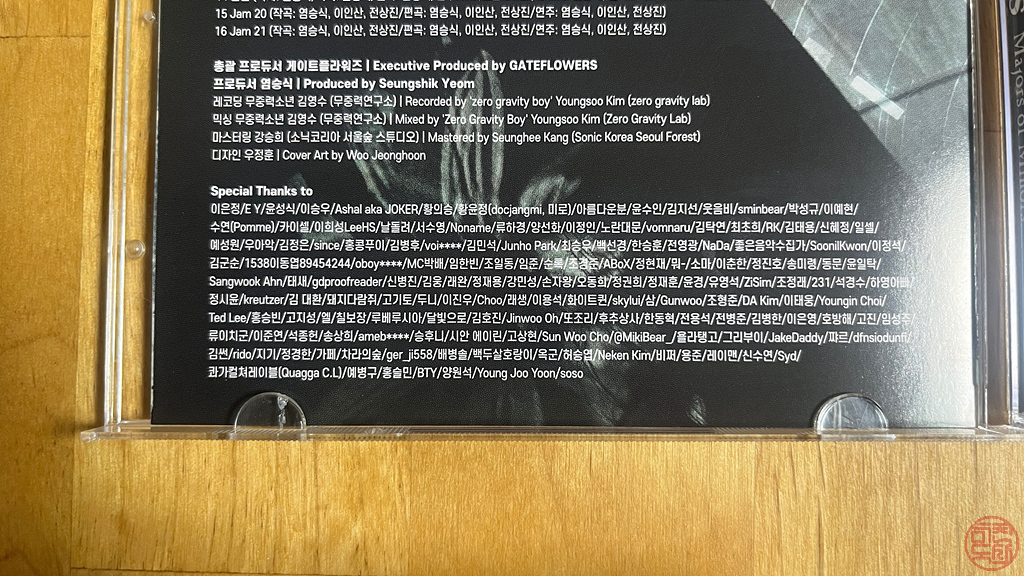 15 Jam 20 (작곡: 염승식, 이인산, 전상진/편곡: 염승식, 이인산, 전상진/연주: 염승식, 이인산, 전상진)
16 Jam 21 (작곡: 염승식, 이인산, 전상진/편곡: 염승식, 이인산, 전상진/연주: 염승식, 이인산, 전상진)
총괄 프로듀서 게이트플라워즈 | Executive Produced by GATEFLOWERS
프로듀서 염승식 | Produced by Seungshik Yeom
레코딩 무중력소년 김영수 (무중력연구소) | Recorded by 'zero gravity boy' Youngsoo Kim (zero gravity lab)
믹싱 무중력소년 김영수 (무중력연구소) | Mixed by 'Zero Gravity Boy' Youngsoo Kim (Zero Gravity Lab)
마스터링 강승희 (소닉코리아 서울숲 스튜디오) | Mastered by Seunghee Kang (Sonic Korea Seoul Forest)
디자인 우정훈 | Cover Art by Woo Jeonghoon
Special Thanks to
이은정/E Y/윤성식/이승우/Ashal aka JOKER/황의승/황윤정(docjangmi, 미로)/아름다운분/윤수인/김지선/웃음비/sminbear/박성규/이예현/
수연(Pomme)/카이셀/이희성LeeHS/날돌려/서수영/Noname/류하경/앙선화/이정인/노란대문/vomnaru/김탁연/최초희/RK/김태용/신혜정/일셀/
예성원/우아악/김정은/since/홍콩푸이/김병후/voi****/김민석/Junho Park/최승우/백선경/한승훈/전영광/NaDa/좋은음악수집가/SoonilKwon/이정석/
김군순/1538이동엽89454244/oboy****/MC박배/임한빈/조일동/임준/순욱/조경준/ABoX/정현재/뮤-/소마/이춘한/정진호/송미령/동문/윤일탁/
Sangwook Ahn/태새/gdproofreader/신병진/김웅/래완/정재용/강민성/손자왕/오동희/정권희/정재훈/윤경/유영석/ZiSim/조정래/231/석경수/하영아빠/
정시윤/kreutzer/김 대환/돼지다람쥐/고기토/두니/이진우/Choo/래생/이용석/화이트퀸/skylui/삼/Gunwoo/조형준/DA Kim/이태웅/Youngin Choi/
Ted Lee/홍승빈/고지성/엘/칠보장/루베루시아/달빛으로/김호진/Jinwoo Oh/또조리/후추상사/한동혁/전용석/전병준/김병한/이은영/호방해/고진/임성주/
류이치군/이준연/석종헌/송상희/ameb****/승후니/시안 에이린/고상현/Sun Woo Cho/@MikiBear_/욜라탱고/그리부이/JakeDaddy/퍄르/dfnsiodunfi/
김썬/rido/지기/정경한/가페/차라의숲/ger_ji558/배병솔/백두살호랑이/옥군/허승엽/Neken Kim/비퍼/용준/레이맨/신수연/Syd/
콰가컬쳐레이블(Quagga C.L)/예병구/홍슬민/BTY/양원석/Young Joo Yoon/soso